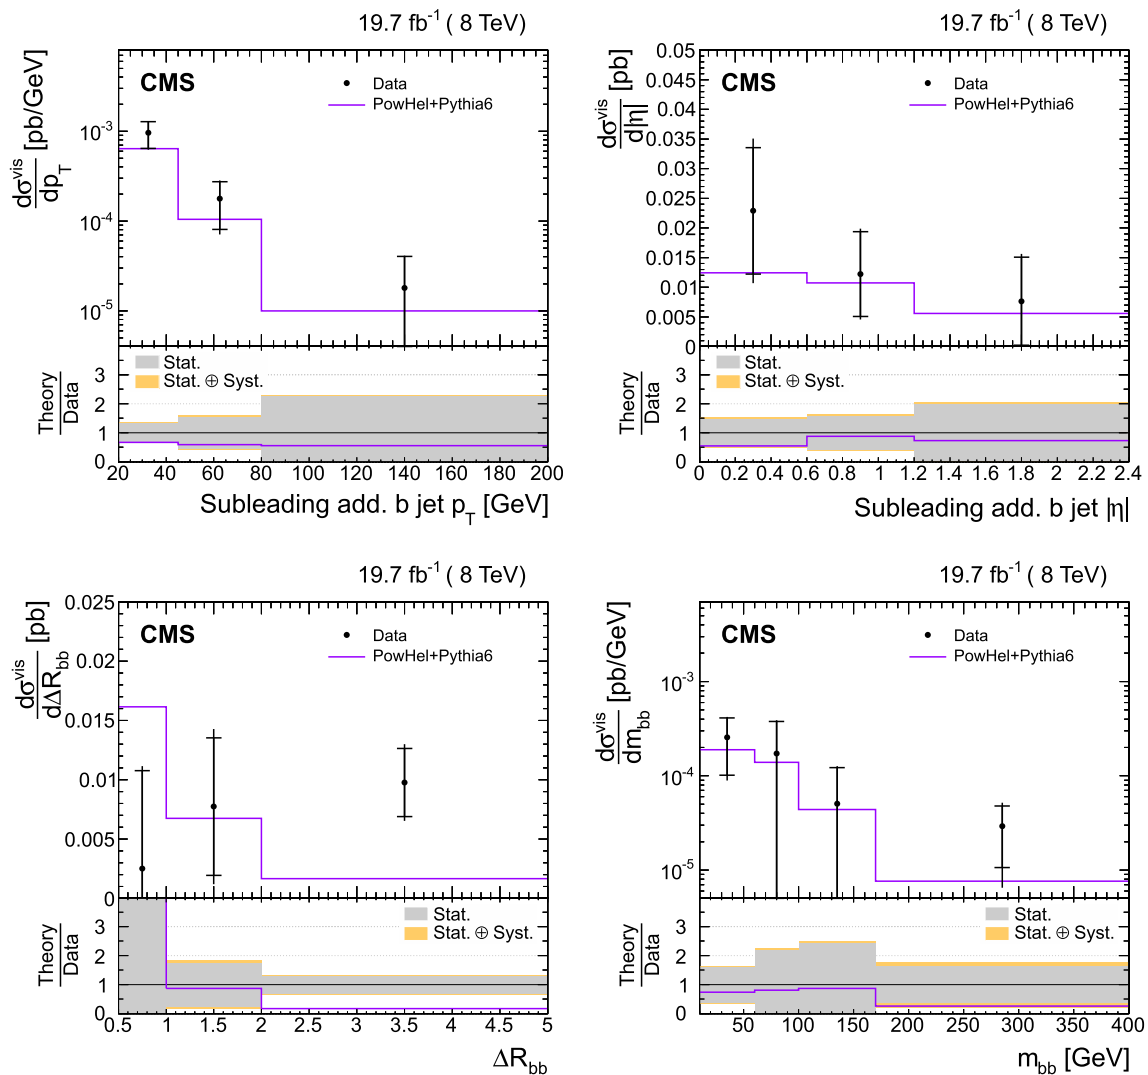 19.7 fb⁻¹ ( 8 TeV)
dσᵛⁱˢ/dp_T [pb/GeV]
CMS
Data
PowHel+Pythia6
10⁻³
10⁻⁴
10⁻⁵
Theory/Data
Stat.
Stat. ⊕ Syst.
3
2
1
0
20 40 60 80 100 120 140 160 180 200
Subleading add. b jet p_T [GeV]
19.7 fb⁻¹ ( 8 TeV)
dσᵛⁱˢ/d|η| [pb]
CMS
Data
PowHel+Pythia6
0.05
0.045
0.04
0.035
0.03
0.025
0.02
0.015
0.01
0.005
0
Theory/Data
Stat.
Stat. ⊕ Syst.
3
2
1
0
0 0.2 0.4 0.6 0.8 1 1.2 1.4 1.6 1.8 2 2.2 2.4
Subleading add. b jet |η|
19.7 fb⁻¹ ( 8 TeV)
dσᵛⁱˢ/dΔR_bb [pb]
CMS
Data
PowHel+Pythia6
0.025
0.02
0.015
0.01
0.005
0
Theory/Data
Stat.
Stat. ⊕ Syst.
3
2
1
0
0.5 1 1.5 2 2.5 3 3.5 4 4.5 5
ΔR_bb
19.7 fb⁻¹ ( 8 TeV)
dσᵛⁱˢ/dm_bb [pb/GeV]
CMS
Data
PowHel+Pythia6
10⁻³
10⁻⁴
10⁻⁵
Theory/Data
Stat.
Stat. ⊕ Syst.
3
2
1
0
50 100 150 200 250 300 350 400
m_bb [GeV]